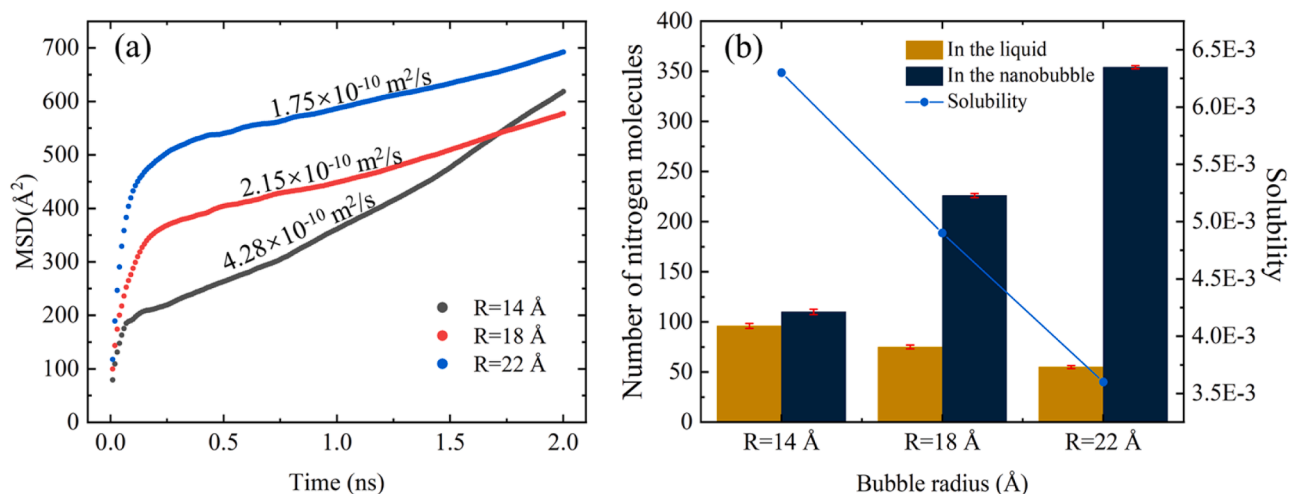 (a)
700
600
500
400
300
200
100
0
MSD(Å²)
1.75×10⁻¹⁰ m²/s
2.15×10⁻¹⁰ m²/s
4.28×10⁻¹⁰ m²/s
R=14 Å
R=18 Å
R=22 Å
0.0 0.5 1.0 1.5 2.0
Time (ns)
(b)
In the liquid
In the nanobubble
Solubility
400
350
300
250
200
150
100
50
0
Number of nitrogen molecules
6.5E-3
6.0E-3
5.5E-3
5.0E-3
4.5E-3
4.0E-3
3.5E-3
Solubility
R=14 Å R=18 Å R=22 Å
Bubble radius (Å)